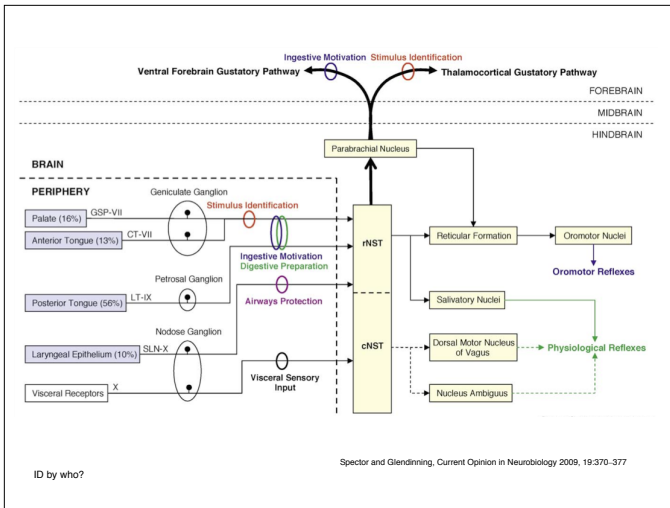 Ingestive Motivation Stimulus Identification
Ventral Forebrain Gustatory Pathway
Thalamocortical Gustatory Pathway
FOREBRAIN
MIDBRAIN
HINDBRAIN
Parabrachial Nucleus
BRAIN
PERIPHERY
Geniculate Ganglion
Stimulus Identification
Palate (16%)
GSP-VII
Anterior Tongue (13%)
CT-VII
Ingestive Motivation
Digestive Preparation
rNST
Reticular Formation
Oromotor Nuclei
Oromotor Reflexes
Petrosal Ganglion
Airways Protection
Posterior Tongue (56%)
LT-IX
Salivatory Nuclei
Nodose Ganglion
Laryngeal Epithelium (10%)
SLN-X
cNST
Dorsal Motor Nucleus
of Vagus
Physiological Reflexes
Visceral Sensory
Input
Visceral Receptors
X
Nucleus Ambiguus
Spector and Glendinning, Current Opinion in Neurobiology 2009, 19:370–377
ID by who?